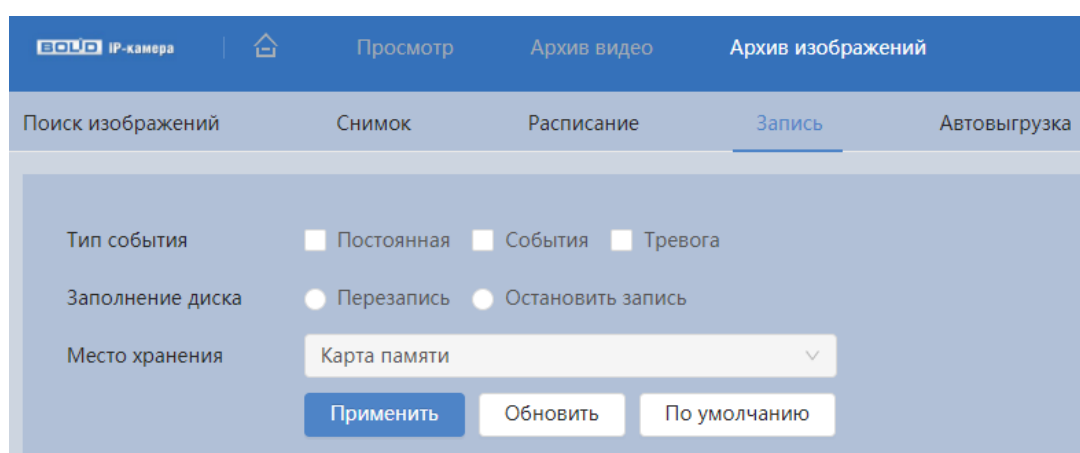 BOLID IP-камера Просмотр Архив видео Архив изображений
Поиск изображений Снимок Расписание Запись Автовыгрузка
Тип события Постоянная События Тревога
Заполнение диска Перезапись Остановить запись
Место хранения Карта памяти
Применить Обновить По умолчанию